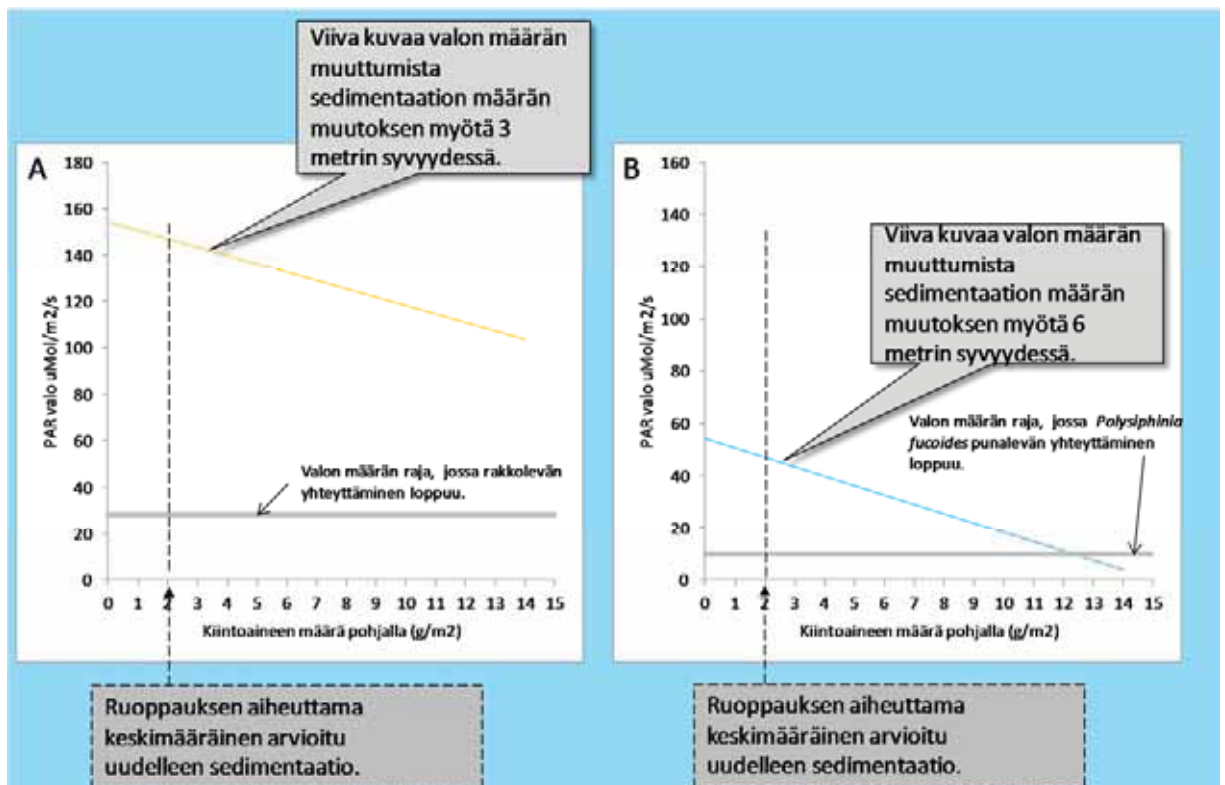 Viiva kuvaa valon määrän
muuttumista
sedimentaation määrän
muutoksen myötä 3
metrin syvyydessä.
A
180
160
140
120
100
80
60
40
20
0
PAR valo uMol/m2/s
Valon määrän raja, jossa rakkolevän
yhteyttäminen loppuu.
0 1 2 3 4 5 6 7 8 9 10 11 12 13 14 15
Kiintoaineen määrä pohjalla (g/m2)
Ruoppauksen aiheuttama
keskimääräinen arvioitu
uudelleen sedimentaatio.
B
160
140
120
100
80
60
40
20
0
PAR valo uMol/m2/s
Viiva kuvaa valon määrän
muuttumista
sedimentaation määrän
muutoksen myötä 6
metrin syvyydessä.
Valon määrän raja, jossa Polysiphinia
fucoides punalevän yhteyttäminen
loppuu.
0 1 2 3 4 5 6 7 8 9 10 11 12 13 14 15
Kiintoaineen määrä pohjalla (g/m2)
Ruoppauksen aiheuttama
keskimääräinen arvioitu
uudelleen sedimentaatio.